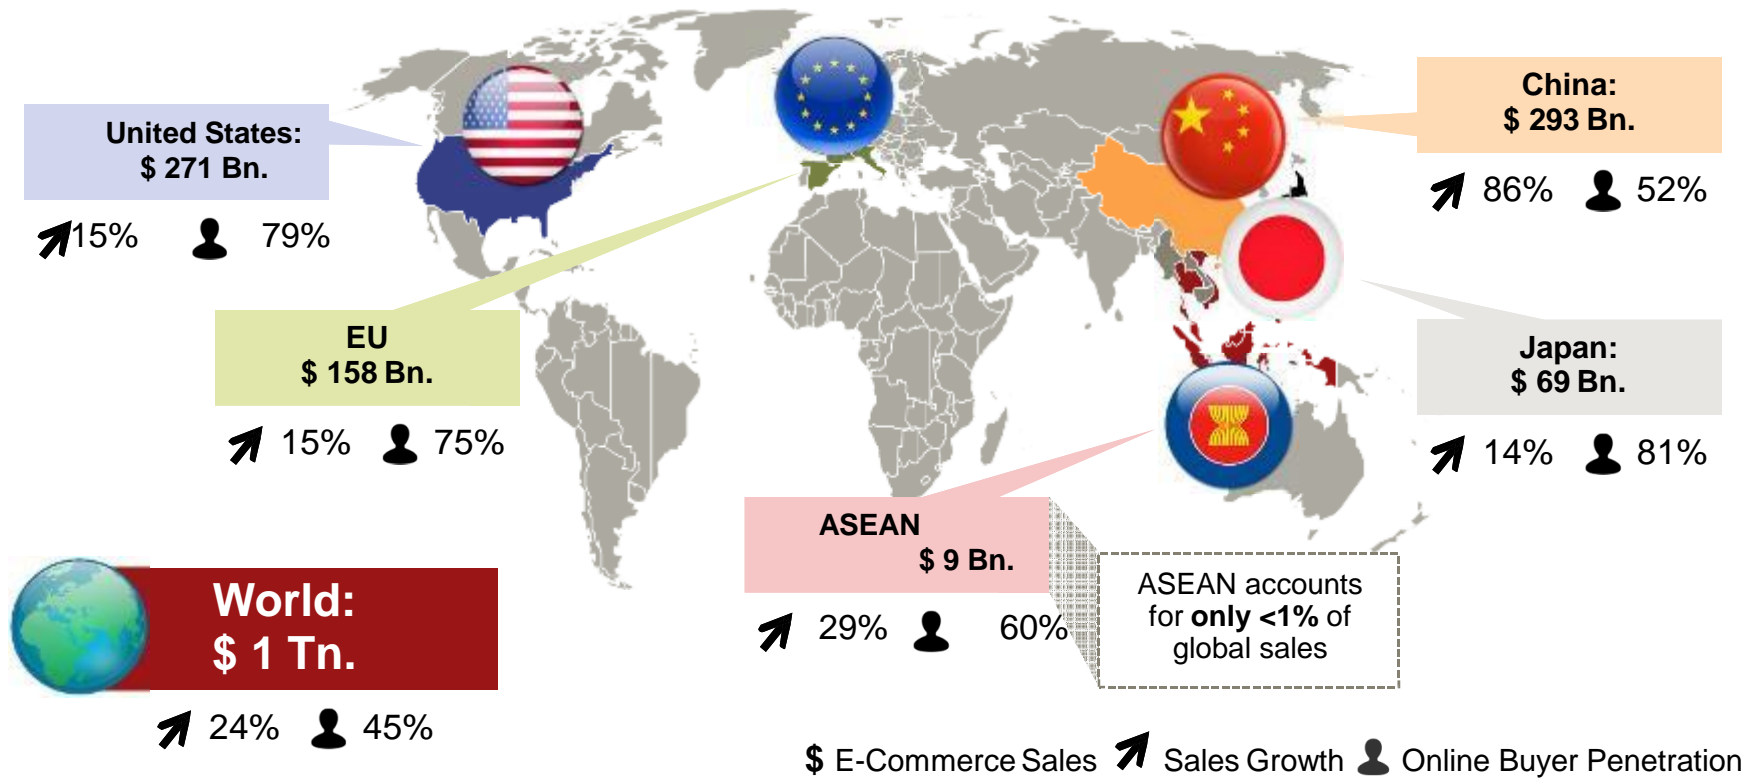 United States:
$ 271 Bn.
15% 79%
China:
$ 293 Bn.
86% 52%
EU
$ 158 Bn.
15% 75%
Japan:
$ 69 Bn.
14% 81%
ASEAN
$ 9 Bn.
29% 60%
ASEAN accounts
for only <1% of
global sales
World:
$ 1 Tn.
24% 45%
$ E-Commerce Sales Sales Growth Online Buyer Penetration